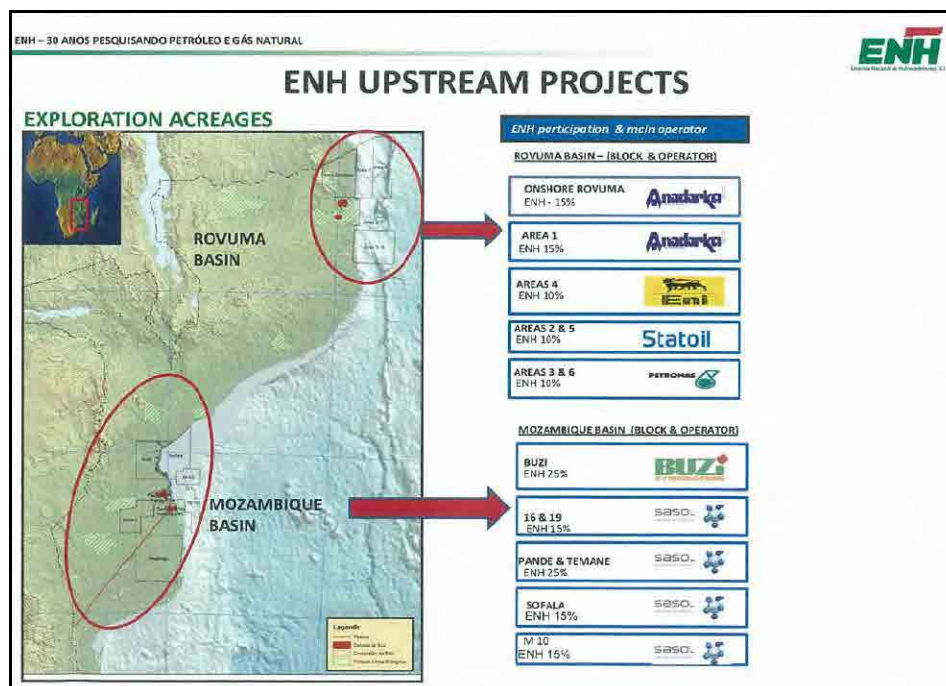 ENH – 30 ANOS PESQUISANDO PETRÓLEO E GÁS NATURAL
ENH
ENH UPSTREAM PROJECTS
EXPLORATION ACREAGES
ROVUMA
BASIN
MOZAMBIQUE
BASIN
Legenda
ENH participation & main operator
ROVUMA BASIN – (BLOCK & OPERATOR)
ONSHORE ROVUMA
ENH - 15%
Anadarko
AREA 1
ENH 15%
Anadarko
AREAS 4
ENH 10%
Eni
AREAS 2 & 5
ENH 10%
Statoil
AREAS 3 & 6
ENH 10%
PETRONAS
MOZAMBIQUE BASIN (BLOCK & OPERATOR)
BUZI
ENH 25%
BUZi
16 & 19
ENH 15%
sasol
PANDE & TEMANE
ENH 25%
sasol
SOFALA
ENH 15%
sasol
M 10
ENH 15%
sasol